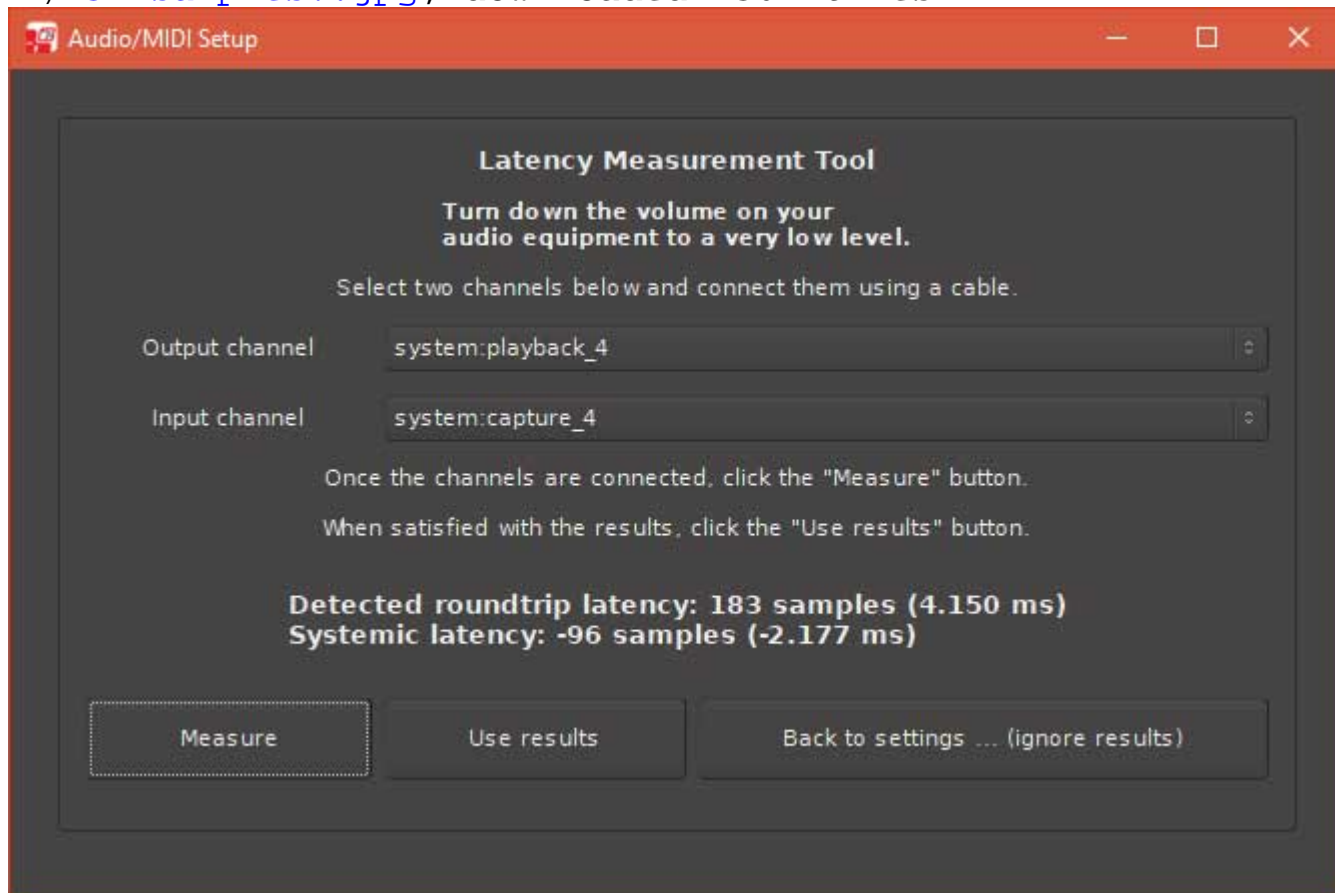 Audio/MIDI Setup
Latency Measurement Tool
Turn down the volume on your
audio equipment to a very low level.
Select two channels below and connect them using a cable.
Output channel system:playback_4
Input channel system:capture_4
Once the channels are connected, click the "Measure" button.
When satisfied with the results, click the "Use results" button.
Detected roundtrip latency: 183 samples (4.150 ms)
Systemic latency: -96 samples (-2.177 ms)
Measure Use results Back to settings ... (ignore results)